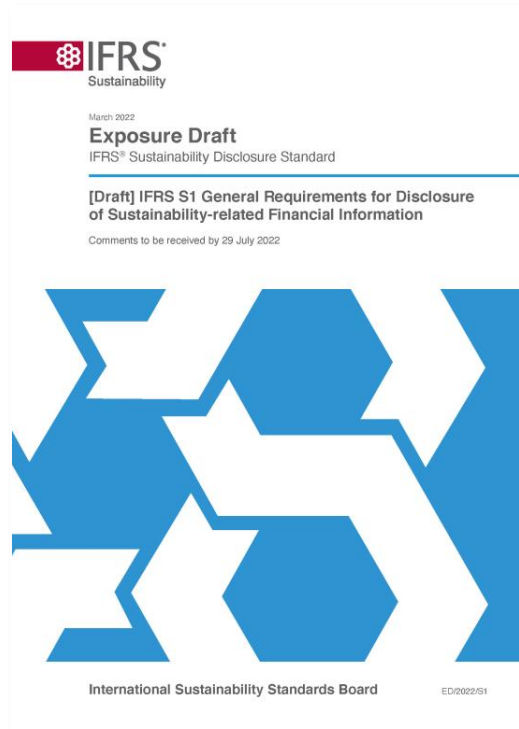 IFRS®
Sustainability
March 2022
Exposure Draft
IFRS® Sustainability Disclosure Standard
[Draft] IFRS S1 General Requirements for Disclosure
of Sustainability-related Financial Information
Comments to be received by 29 July 2022
International Sustainability Standards Board
ED/2022/S1